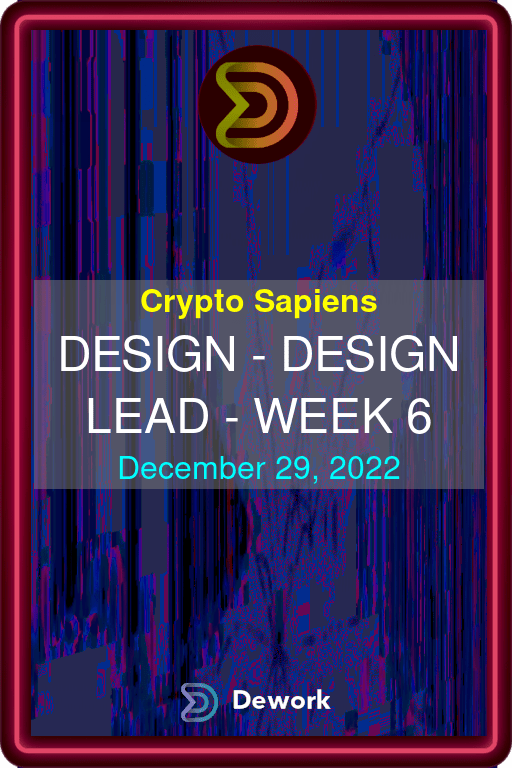 Crypto Sapiens
DESIGN - DESIGN
LEAD - WEEK 6
December 29, 2022
Dework